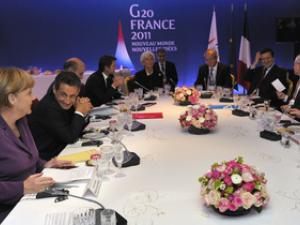 G20
FRANCE
2011
NOUVEAU MONDE
NOUVELLES IDÉES